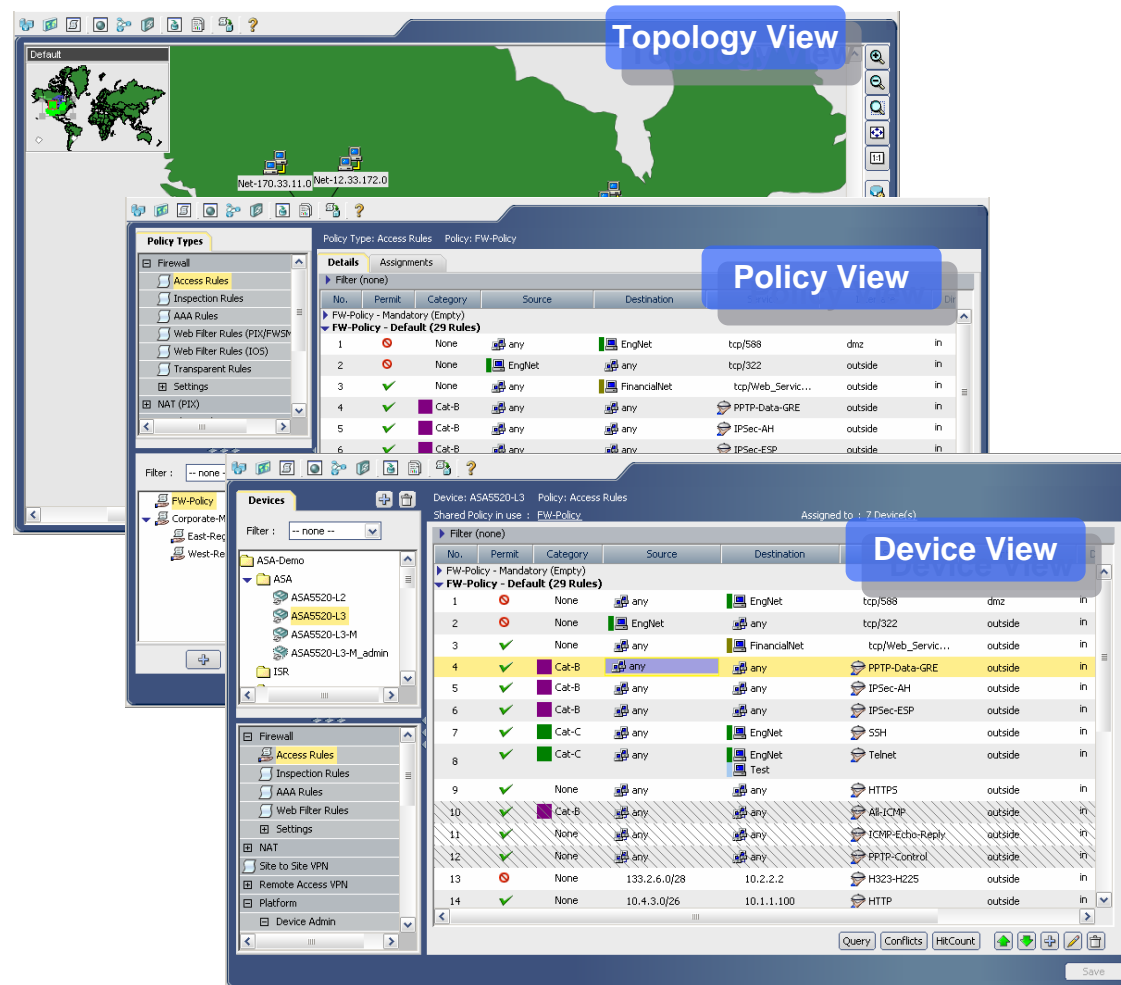 Topology View
Default
1:1
Net-170.33.11.0
Net-12.33.172.0
Policy View
Policy Types
Policy Type: Access Rules Policy: FW-Policy
Firewall
Access Rules
Inspection Rules
AAA Rules
Web Filter Rules (PIX/FWSM
Web Filter Rules (IOS)
Transparent Rules
Settings
NAT (PIX)
Details Assignments
Filter (none)
No. Permit Category Source Destination
FW-Policy - Mandatory (Empty)
FW-Policy - Default (29 Rules)
1 None any EngNet tcp/588 dmz in
2 None EngNet any tcp/322 outside in
3 None any FinancialNet tcp/Web_Servic... outside in
4 Cat-B any any PPTP-Data-GRE outside in
5 Cat-B any any IPSec-AH outside in
6 Cat-B any any IPSec-ESP outside in
Filter : -- none -
FW-Policy
Corporate-M
East-Reg
West-Re
Device View
Devices
Filter : -- none --
ASA-Demo
ASA
ASA5520-L2
ASA5520-L3
ASA5520-L3-M
ASA5520-L3-M_admin
ISR
Firewall
Access Rules
Inspection Rules
AAA Rules
Web Filter Rules
Settings
NAT
Site to Site VPN
Remote Access VPN
Platform
Device Admin
Device: ASA5520-L3 Policy: Access Rules
Shared Policy in use : FW-Policy Assigned to : 7 Device(s)
Filter (none)
No. Permit Category Source Destination
FW-Policy - Mandatory (Empty)
FW-Policy - Default (29 Rules)
1 None any EngNet tcp/588 dmz in
2 None EngNet any tcp/322 outside in
3 None any FinancialNet tcp/Web_Servic... outside in
4 Cat-B any any PPTP-Data-GRE outside in
5 Cat-B any any IPSec-AH outside in
6 Cat-B any any IPSec-ESP outside in
7 Cat-C any EngNet SSH outside in
8 Cat-C any EngNet Telnet outside in
Test
9 None any any HTTPS outside in
10 Cat-B any any All-ICMP outside in
11 None any any ICMP-Echo-Reply outside in
12 None any any PPTP-Control outside in
13 None 133.2.6.0/28 10.2.2.2 H323-H225 outside in
14 None 10.4.3.0/26 10.1.1.100 HTTP outside in
Query Conflicts HitCount
Save